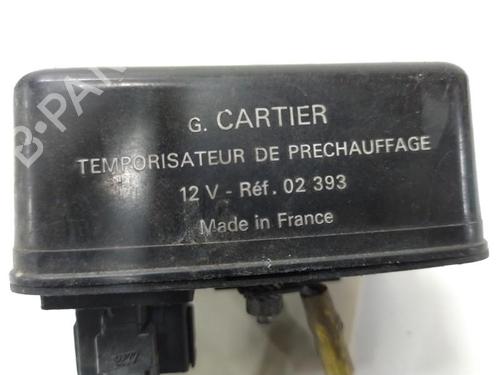 G. CARTIER
TEMPORISATEUR DE PRECHAUFFAGE
12 V - Réf. 02 393
Made in France